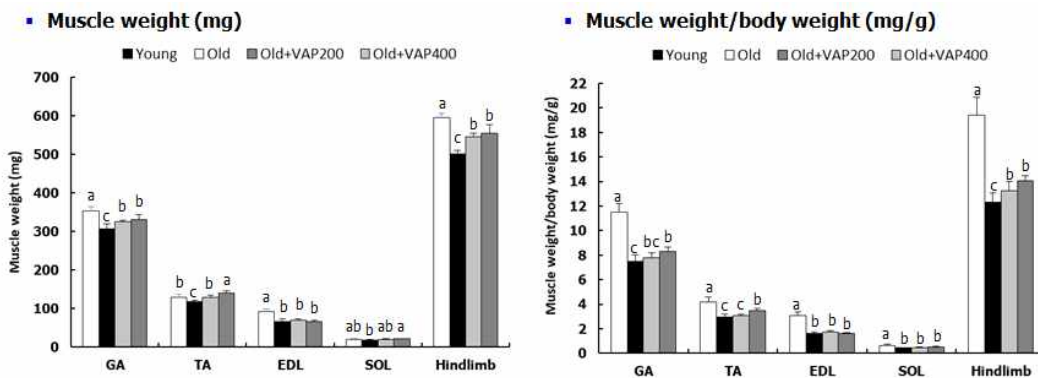 ▪ Muscle weight (mg)
■ Young □ Old ■ Old+VAP200 ■ Old+VAP400
Muscle weight (mg)
700
600
500
400
300
200
100
0
a c b b
b c b a
a b b b
ab b ab a
a c b b
GA TA EDL SOL Hindlimb
▪ Muscle weight/body weight (mg/g)
■ Young □ Old ■ Old+VAP200 ■ Old+VAP400
Muscle weight/body weight (mg/g)
22
20
18
16
14
12
10
8
6
4
2
0
a c bc b
a c c b
a b b b
a b b b
a c b b
GA TA EDL SOL Hindlimb